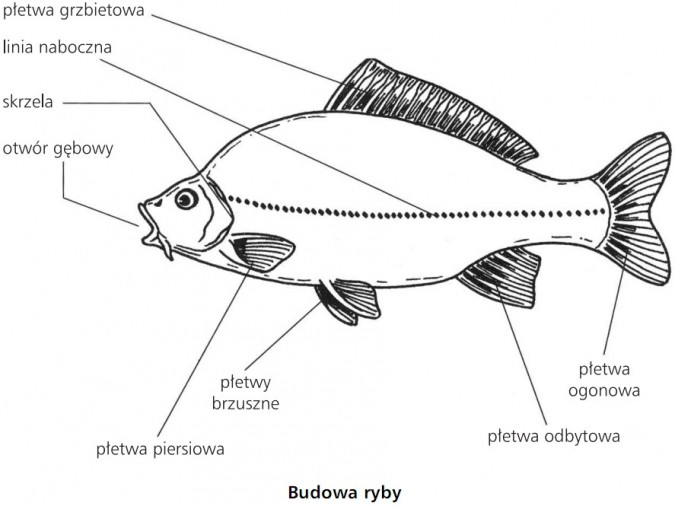 płetwa grzbietowa
linia naboczna
skrzela
otwór gębowy
płetwy
brzuszne
płetwa piersiowa
płetwa
ogonowa
płetwa odbytowa
Budowa ryby